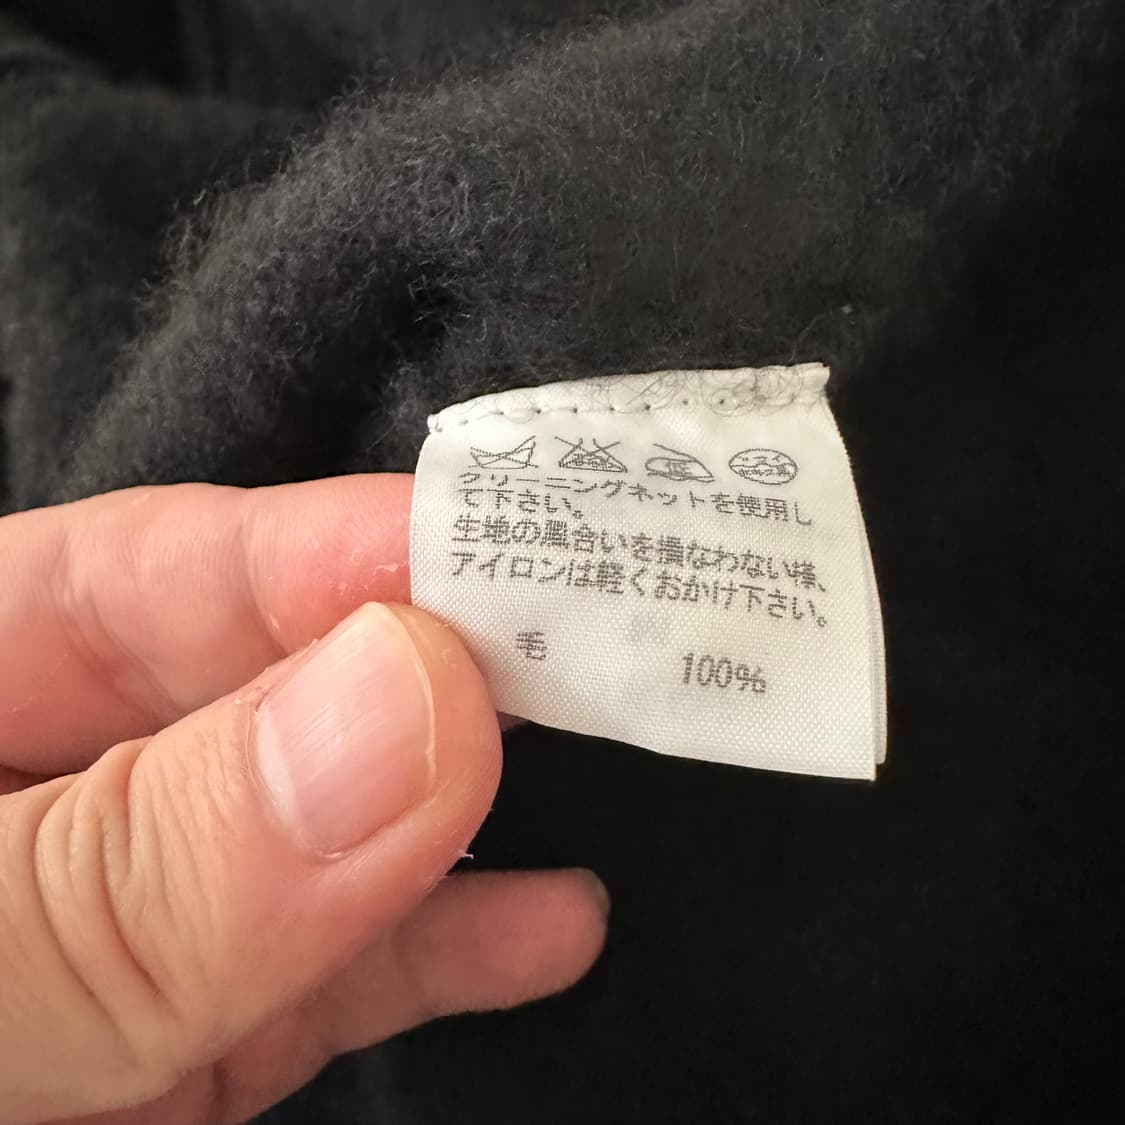 クリーニングネットを使用し
て下さい。
生地の風合いを損なわない様、
アイロンは軽くおかけ下さい。
毛 100%